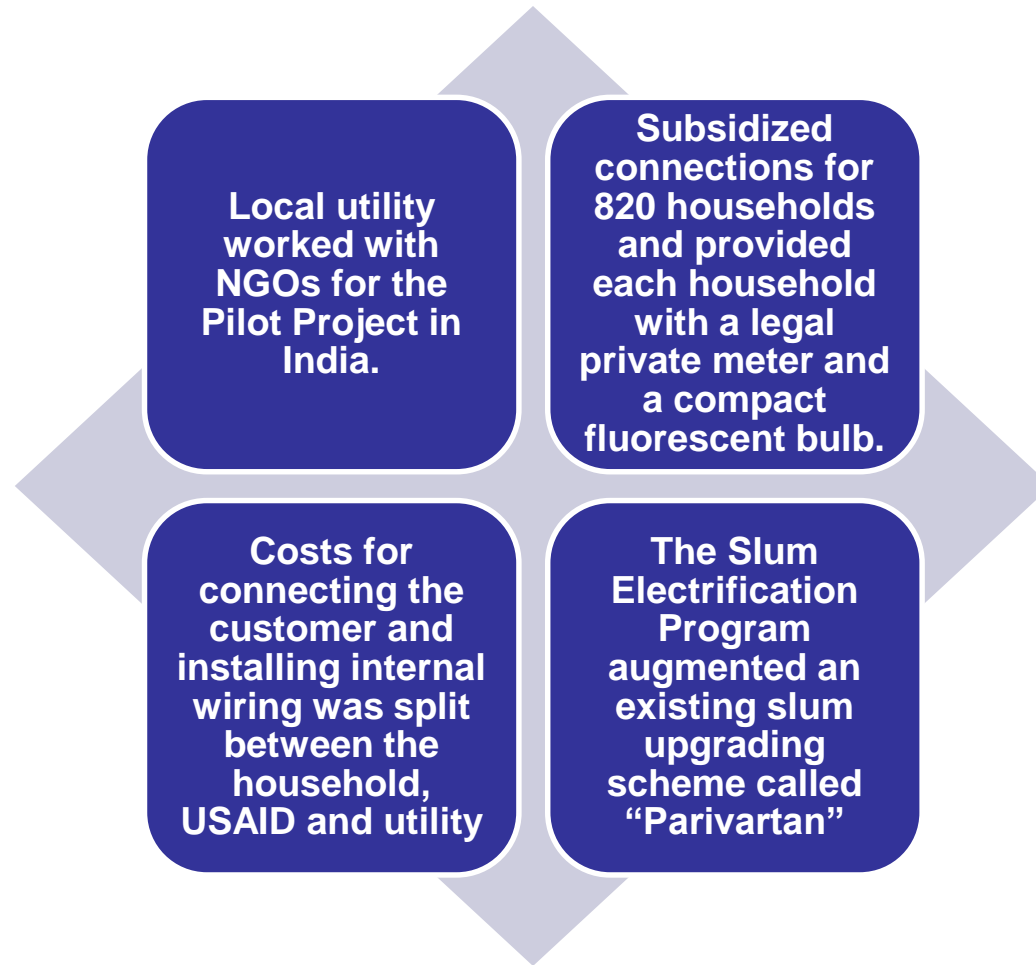 Local utility
worked with
NGOs for the
Pilot Project in
India.
Subsidized
connections for
820 households
and provided
each household
with a legal
private meter and
a compact
fluorescent bulb.
Costs for
connecting the
customer and
installing internal
wiring was split
between the
household,
USAID and utility
The Slum
Electrification
Program
augmented an
existing slum
upgrading
scheme called
“Parivartan”